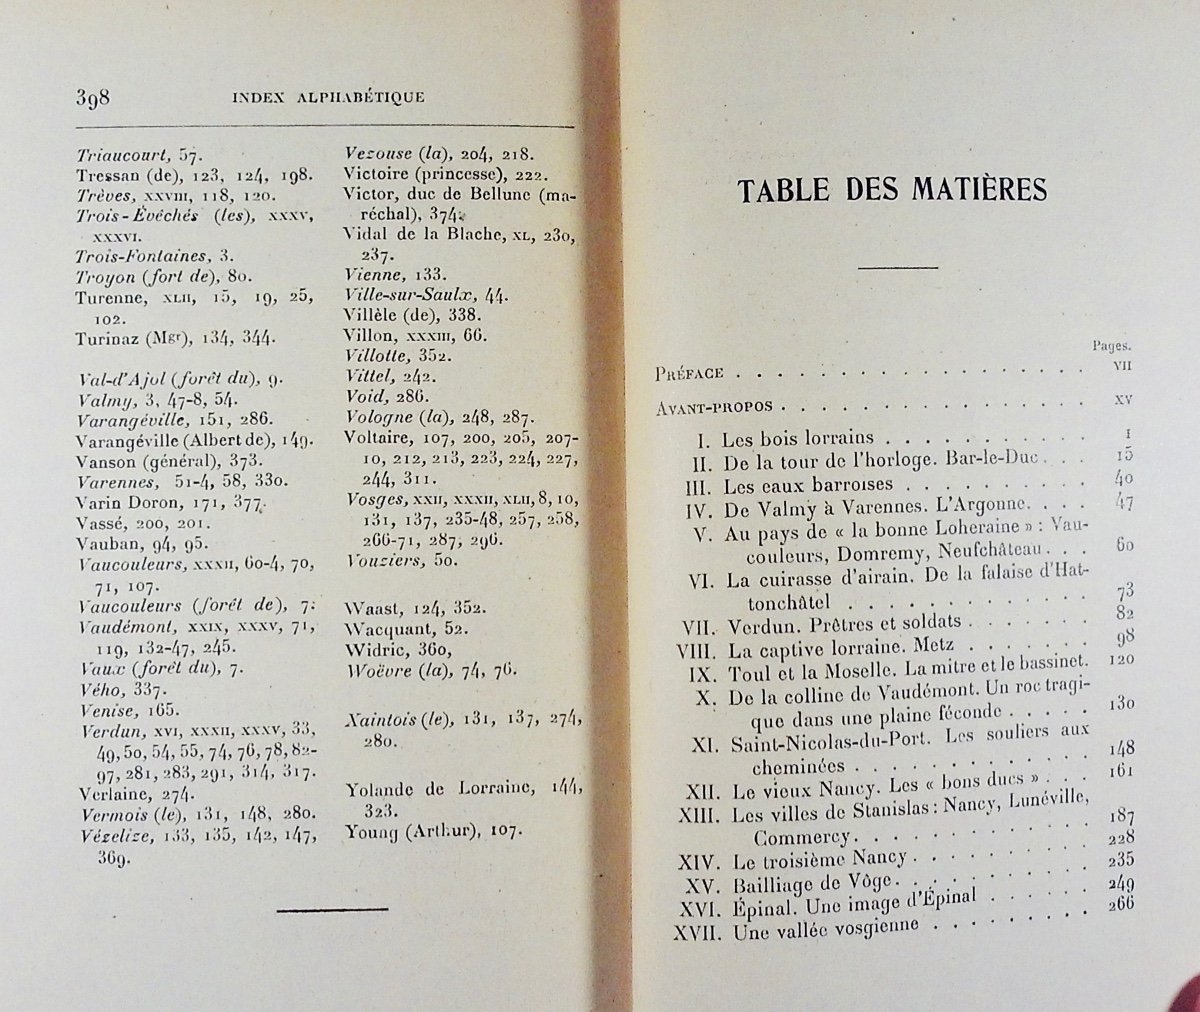 398 INDEX ALPHABÉTIQUE
Triaucourt, 57.
Tressan (de), 123, 124, 198.
Trèves, XXVIII, 118, 120.
Trois-Évêchés (les), XXXV,
XXXVI.
Trois-Fontaines, 3.
Troyon (fort de), 80.
Turenne, XLII, 15, 19, 25,
102.
Turinaz (Mgr), 134, 344.
Val-d'Ajol (forêt du), 9.
Valmy, 3, 47-8, 54.
Varangéville, 151, 286.
Varangéville (Albert de), 149.
Vanson (général), 373.
Varennes, 51-4, 58, 330.
Varin Doron, 171, 377.
Vassé, 200, 201.
Vauban, 94, 95.
Vaucouleurs, XXXII, 60-4, 70,
71, 107.
Vaucouleurs (forêt de), 7.
Vaudémont, XXIX, XXXV, 71,
119, 132-47, 245.
Vaux (forêt du), 7.
Vého, 337.
Venise, 165.
Verdun, XVI, XXXII, XXXV, 33,
49, 50, 54, 55, 74, 76, 78, 82-
97, 281, 283, 291, 314, 317.
Verlaine, 274.
Vermois (le), 131, 148, 280.
Vézelize, 133, 135, 142, 147,
369.
Vezouse (la), 204, 218.
Victoire (princesse), 222.
Victor, duc de Bellune (ma-
réchal), 374.
Vidal de la Blache, XL, 230,
237.
Vienne, 133.
Ville-sur-Saulx, 44.
Villèle (de), 338.
Villon, XXXIII, 66.
Villotte, 352.
Vittel, 242.
Void, 286.
Vologne (la), 248, 287.
Voltaire, 107, 200, 205, 207-
10, 212, 213, 223, 224, 227,
244, 311.
Vosges, XXII, XXXII, XLII, 8, 10,
131, 137, 235-48, 257, 258,
266-71, 287, 296.
Vouziers, 50.
Waast, 124, 352.
Wacquant, 52.
Widric, 360,
Woëvre (la), 74, 76.
Xaintois (le), 131, 137, 274,
280.
Yolande de Lorraine, 144,
323.
Young (Arthur), 107.
TABLE DES MATIÈRES
Pages.
PRÉFACE . . . . . . . . . . . . . . VII
AVANT-PROPOS . . . . . . . . . . . . . . XV
I. Les bois lorrains . . . . . . . . . . . 1
II. De la tour de l'horloge. Bar-le-Duc . . . 15
III. Les eaux barroises . . . . . . . . . . 40
IV. De Valmy à Varennes. L'Argonne. . . . . 47
V. Au pays de « la bonne Loheraine » : Vau-
couleurs, Domremy, Neufchâteau . . . 60
VI. La cuirasse d'airain. De la falaise d'Hat-
tonchâtel . . . . . . . . . . . . 73
VII. Verdun. Prêtres et soldats . . . . . . . 82
VIII. La captive lorraine. Metz . . . . . . . 98
IX. Toul et la Moselle. La mitre et le bassinet. 120
X. De la colline de Vaudémont. Un roc tragi-
que dans une plaine féconde . . . . . 130
XI. Saint-Nicolas-du-Port. Les souliers aux
cheminées . . . . . . . . . . . . 148
XII. Le vieux Nancy. Les « bons ducs » . . . 161
XIII. Les villes de Stanislas : Nancy, Lunéville,
Commercy. . . . . . . . . . . . . 187
XIV. Le troisième Nancy . . . . . . . . . . 228
XV. Bailliage de Vôge. . . . . . . . . . . 235
XVI. Épinal. Une image d'Épinal . . . . . . 249
XVII. Une vallée vosgienne . . . . . . . . . 266